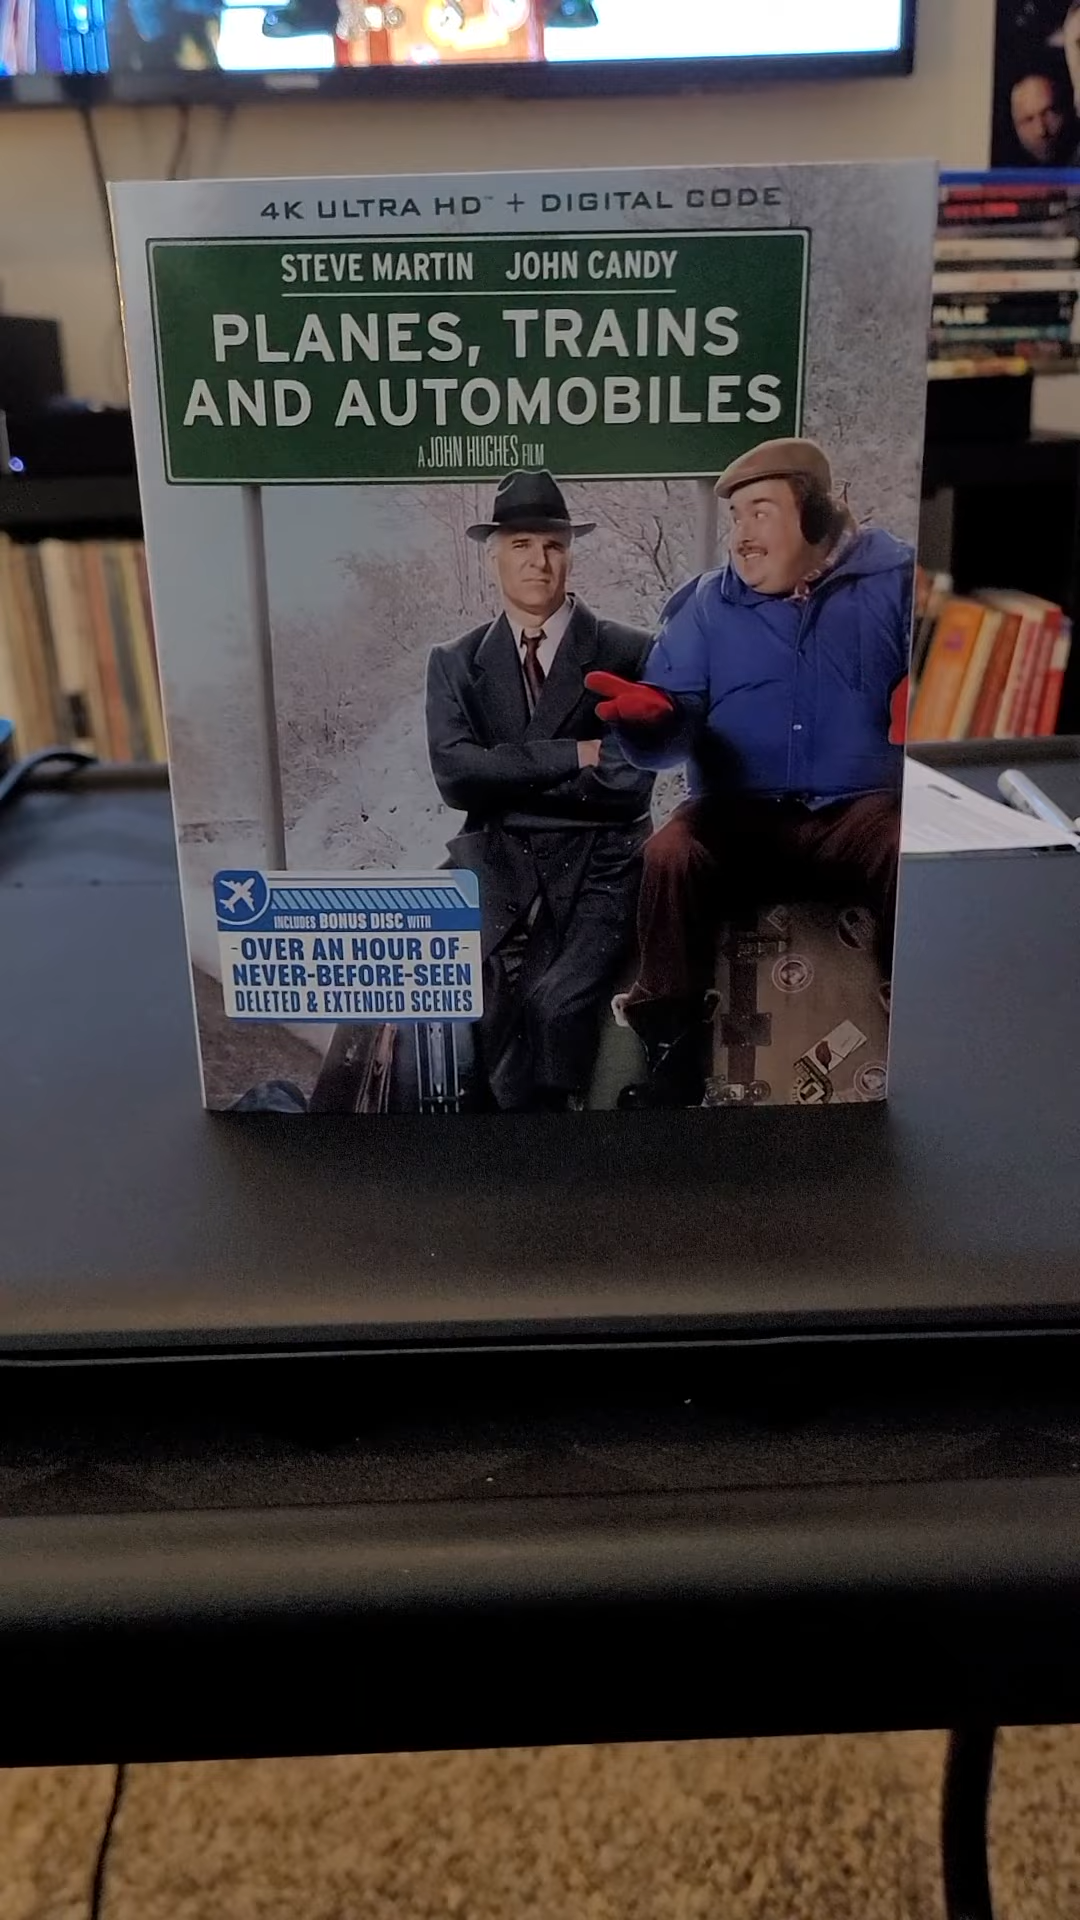 4K ULTRA HD™ + DIGITAL CODE
STEVE MARTIN JOHN CANDY
PLANES, TRAINS
AND AUTOMOBILES
A JOHN HUGHES FILM
INCLUDES BONUS DISC WITH
-OVER AN HOUR OF-
NEVER-BEFORE-SEEN
DELETED & EXTENDED SCENES